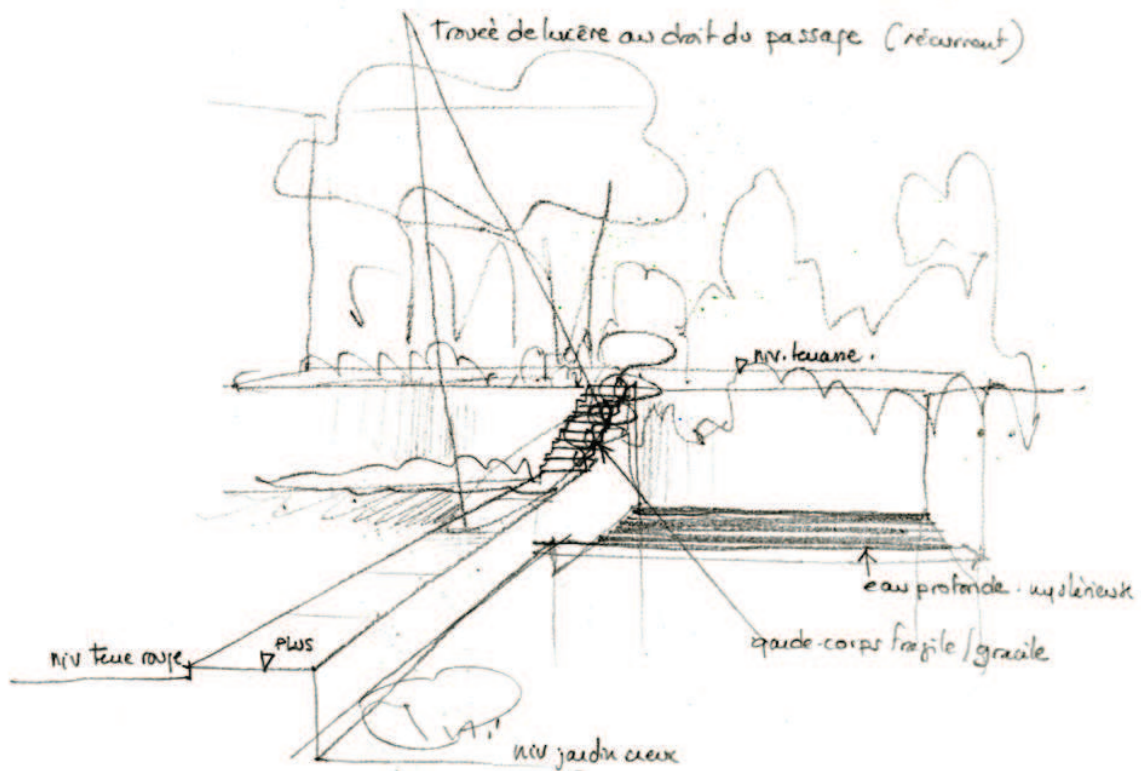 trouée de lumière au droit du passage (récurrent)
niv. terrasse.
eau profonde. mystérieuse
garde-corps fragile/gracile
PLUS
niv terre rouge
niv jardin creux